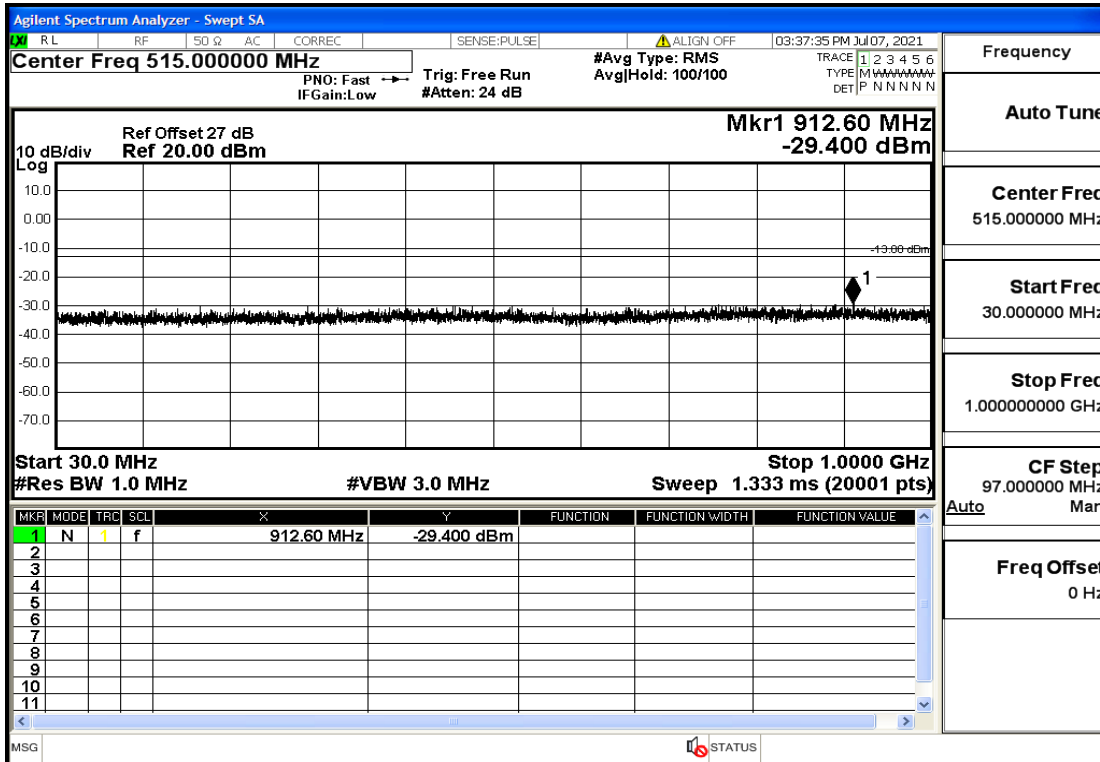 Agilent Spectrum Analyzer - Swept SA
LXI RL RF 50 Ω AC CORREC SENSE:PULSE ALIGN OFF 03:37:35 PM Jul 07, 2021
Center Freq 515.000000 MHz
PNO: Fast
IFGain:Low
Trig: Free Run
#Atten: 24 dB
#Avg Type: RMS
Avg|Hold: 100/100
TRACE 1 2 3 4 5 6
TYPE M WWWWW
DET P N N N N N
Ref Offset 27 dB
10 dB/div Ref 20.00 dBm
Log
Mkr1 912.60 MHz
-29.400 dBm
10.0
0.00
-10.0
-20.0
-30.0
-40.0
-50.0
-60.0
-70.0
-13.00 dBm
1
Start 30.0 MHz Stop 1.0000 GHz
#Res BW 1.0 MHz #VBW 3.0 MHz Sweep 1.333 ms (20001 pts)
MKR MODE TRC SCL X Y FUNCTION FUNCTION WIDTH FUNCTION VALUE
1 N 1 f 912.60 MHz -29.400 dBm
2
3
4
5
6
7
8
9
10
11
MSG STATUS
Frequency
Auto Tune
Center Freq
515.000000 MHz
Start Freq
30.000000 MHz
Stop Freq
1.000000000 GHz
CF Step
97.000000 MHz
Auto Man
Freq Offset
0 Hz